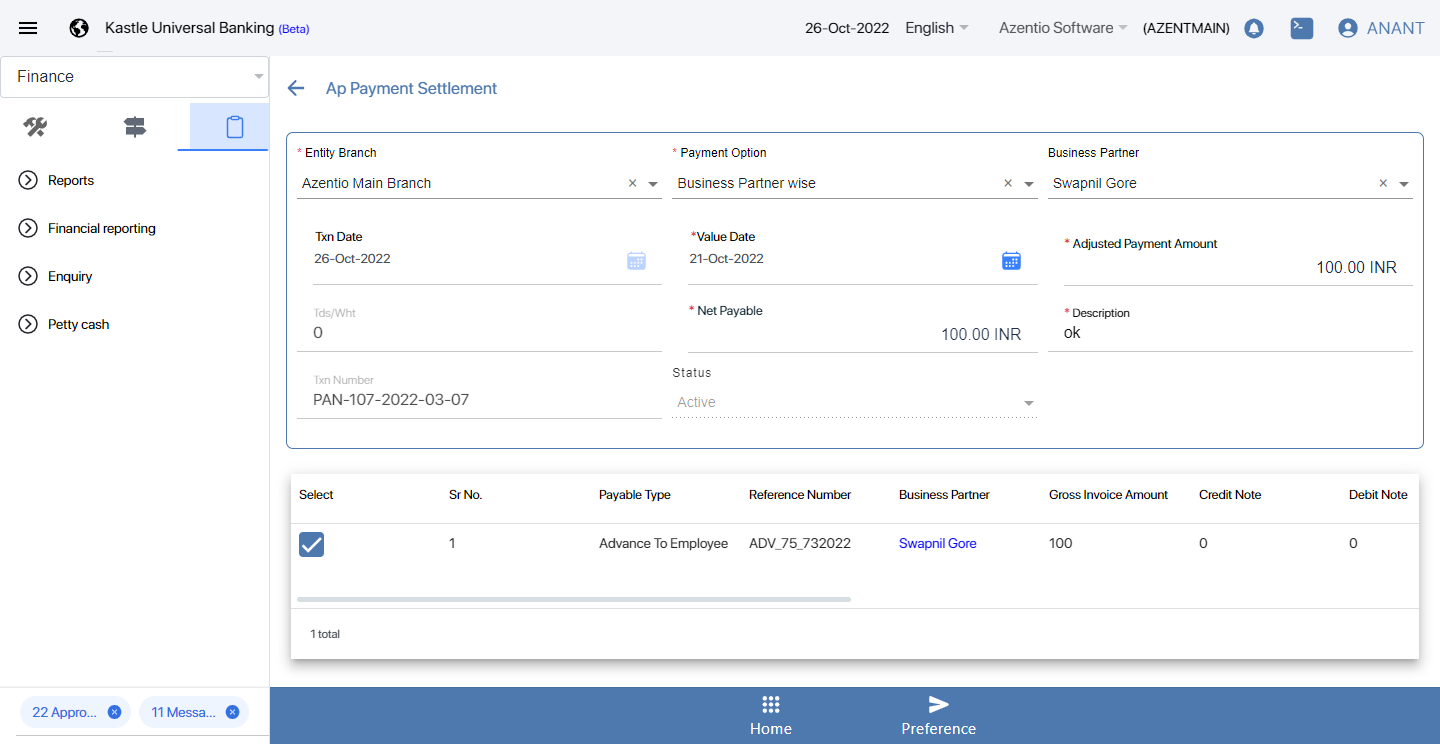 Kastle Universal Banking (Beta)
26-Oct-2022 English Azentio Software (AZENTMAIN) ANANT
Finance
Reports
Financial reporting
Enquiry
Petty cash
22 Appro...
11 Messa...
Ap Payment Settlement
* Entity Branch
Azentio Main Branch
* Payment Option
Business Partner wise
Business Partner
Swapnil Gore
Txn Date
26-Oct-2022
*Value Date
21-Oct-2022
* Adjusted Payment Amount
100.00 INR
Tds/Wht
0
* Net Payable
100.00 INR
* Description
ok
Txn Number
PAN-107-2022-03-07
Status
Active
Select Sr No. Payable Type Reference Number Business Partner Gross Invoice Amount Credit Note Debit Note
1 Advance To Employee ADV_75_732022 Swapnil Gore 100 0 0
1 total
Home
Preference